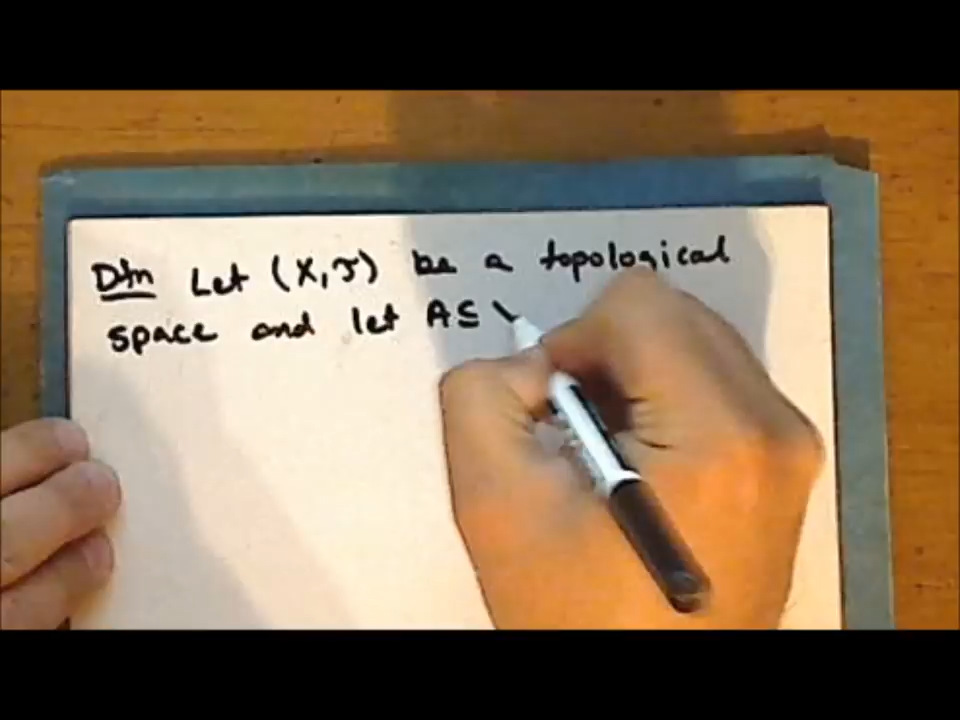 Dfn Let (X, 𝒯) be a topological
space and let A ⊆